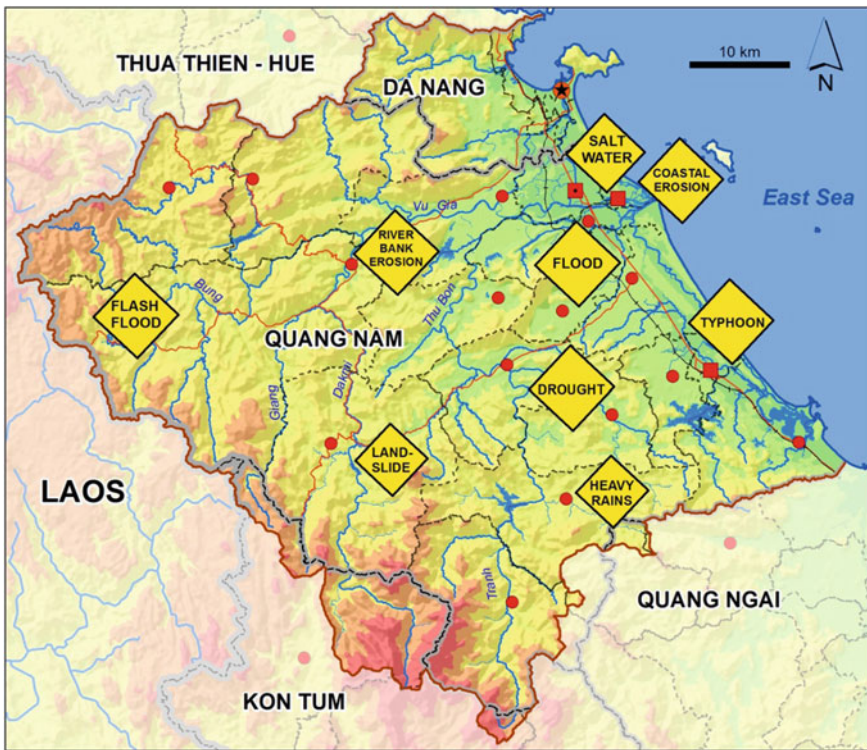 THUA THIEN - HUE
10 km
N
DA NANG
SALT
WATER
COASTAL
EROSION
East Sea
Vu Gia
RIVER
BANK
EROSION
FLOOD
Bung
Thu Bon
FLASH
FLOOD
TYPHOON
QUANG NAM
Giang
Dakmi
DROUGHT
LAND-
SLIDE
HEAVY
RAINS
LAOS
Tranh
QUANG NGAI
KON TUM